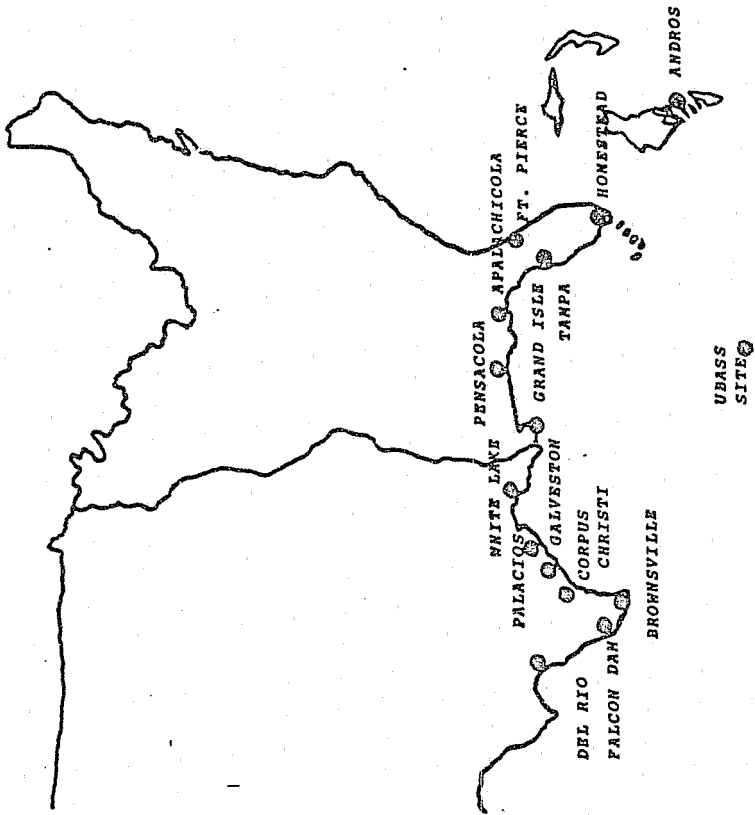 DEL RIO
FALCON DAM
BROWNSVILLE
CORPUS
CHRISTI
PALACIOS
GALVESTON
WHITE LAKE
GRAND ISLE
PENSACOLA
TAMPA
APALACHICOLA
FT. PIERCE
HONESTEAD
ANDROS
UBASS
SITE